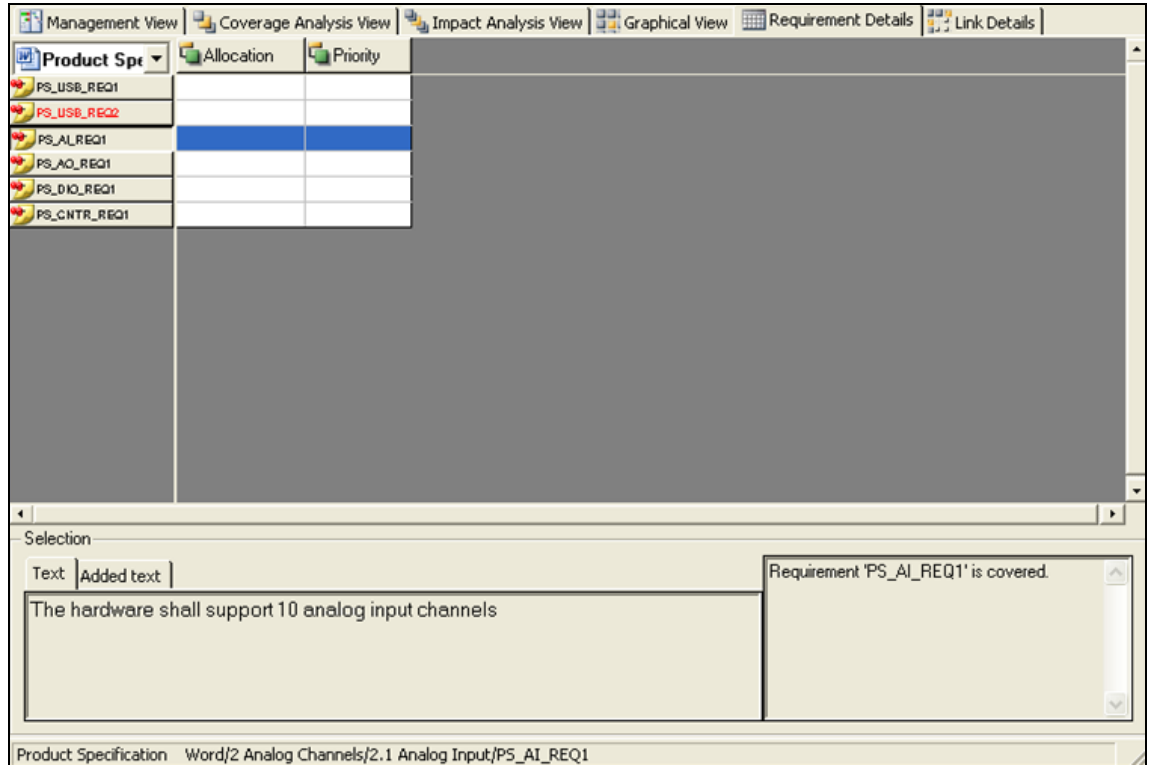 Management View Coverage Analysis View Impact Analysis View Graphical View Requirement Details Link Details
Product Spe Allocation Priority
PS_USB_REQ1
PS_USB_REQ2
PS_AI_REQ1
PS_AO_REQ1
PS_DIO_REQ1
PS_CNTR_REQ1
Selection
Text Added text
Requirement 'PS_AI_REQ1' is covered.
The hardware shall support 10 analog input channels
Product Specification Word/2 Analog Channels/2.1 Analog Input/PS_AI_REQ1